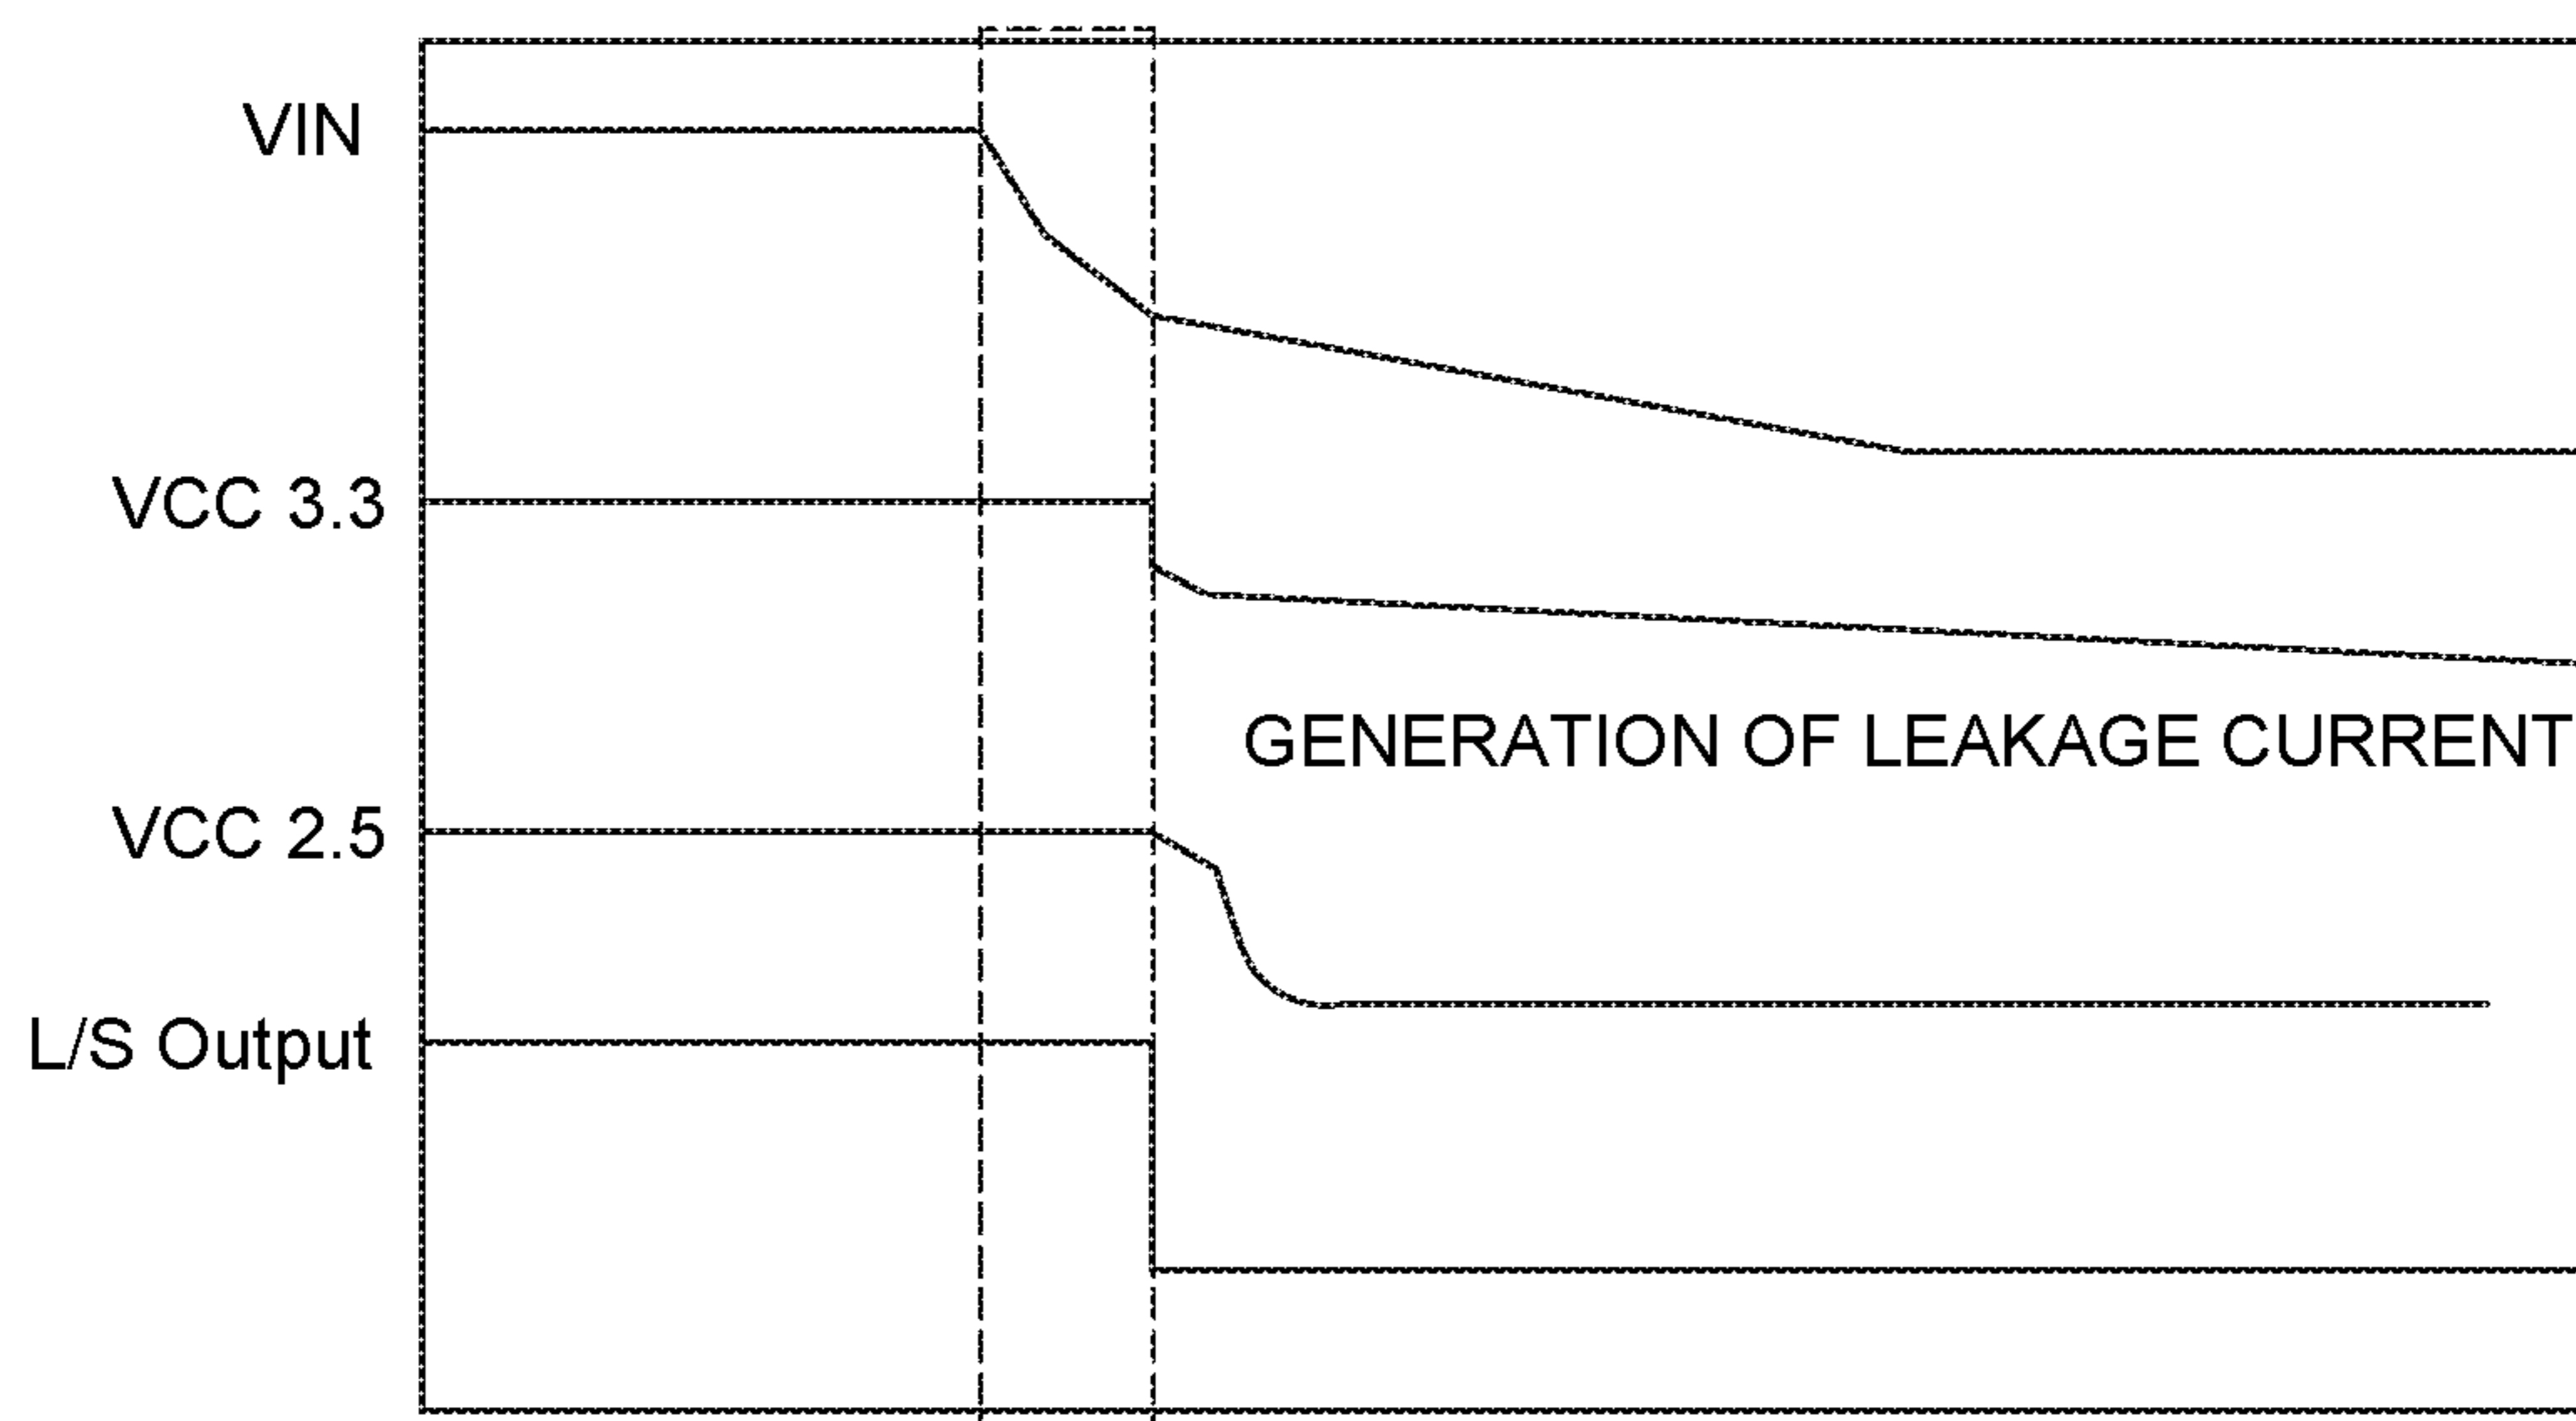 VIN
VCC 3.3
GENERATION OF LEAKAGE CURRENT
VCC 2.5
L/S Output